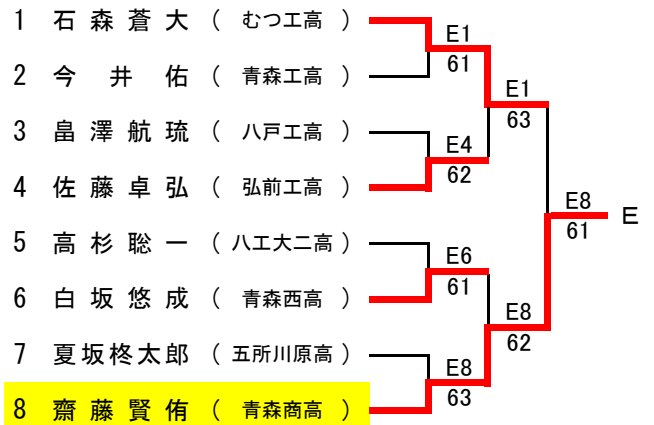 1 石森蒼大 ( むつ工高 )
E1
61
2 今井佑 ( 青森工高 )
E1
63
3 畠澤航琉 ( 八戸工高 )
E4
62
4 佐藤卓弘 ( 弘前工高 )
E8
61
E
5 高杉聡一 ( 八工大二高 )
E6
61
6 白坂悠成 ( 青森西高 )
E8
62
7 夏坂柊太郎 ( 五所川原高 )
E8
63
8 齋藤賢侑 ( 青森商高 )